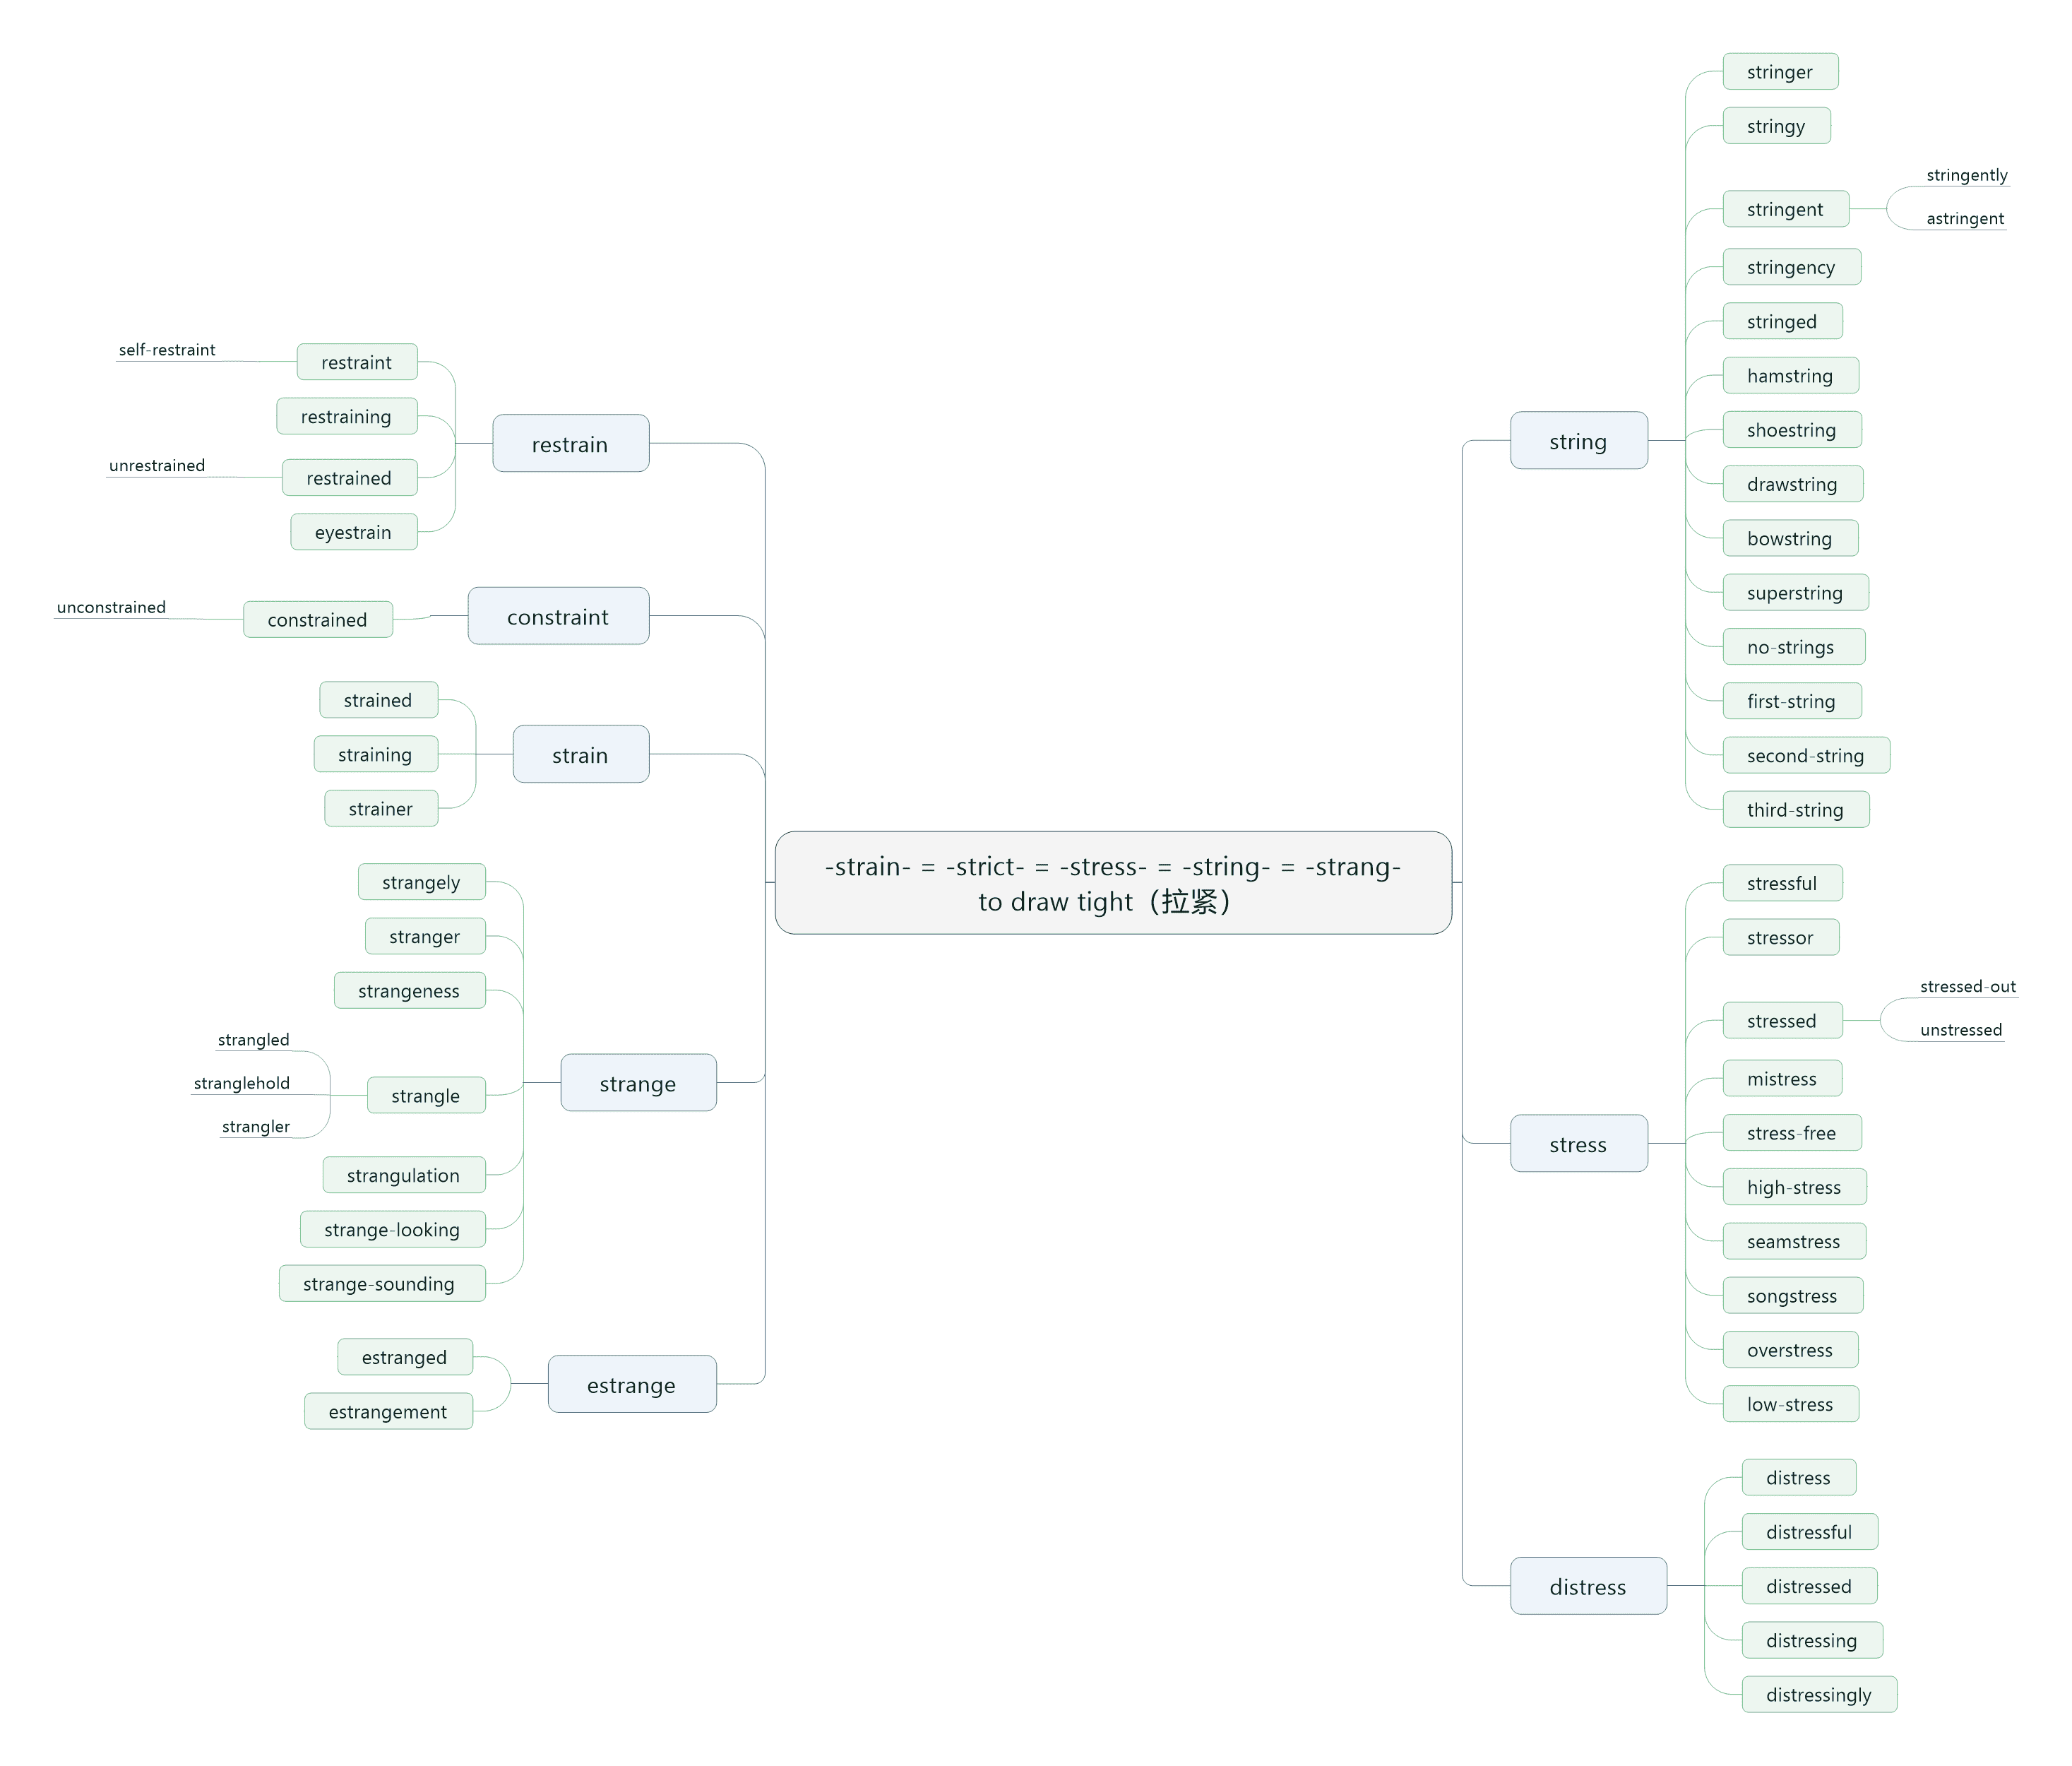 -strain- = -strict- = -stress- = -string- = -strang-
to draw tight（拉紧）
string
stringer
stringy
stringent
stringently
astringent
stringency
stringed
hamstring
shoestring
drawstring
bowstring
superstring
no-strings
first-string
second-string
third-string
stress
stressful
stressor
stressed
stressed-out
unstressed
mistress
stress-free
high-stress
seamstress
songstress
overstress
low-stress
distress
distress
distressful
distressed
distressing
distressingly
restrain
restraint
self-restraint
restraining
restrained
unrestrained
eyestrain
constraint
constrained
unconstrained
strain
strained
straining
strainer
strange
strangely
stranger
strangeness
strangle
strangled
stranglehold
strangler
strangulation
strange-looking
strange-sounding
estrange
estranged
estrangement